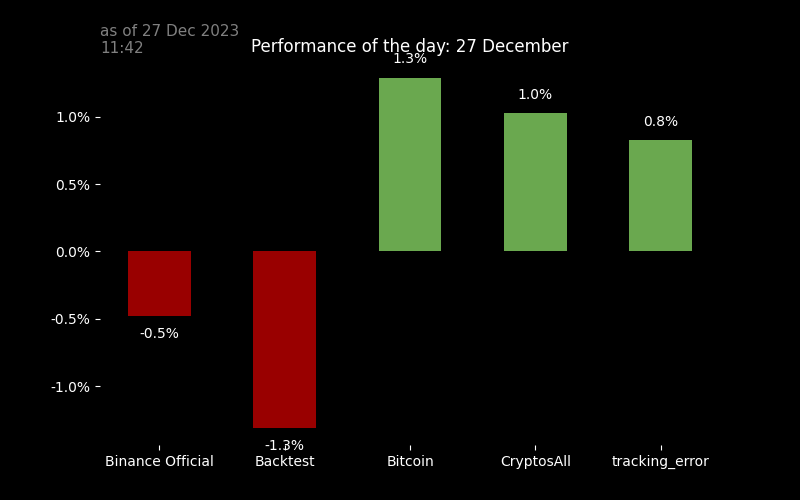 as of 27 Dec 2023
11:42
Performance of the day: 27 December
1.3%
1.0%
0.8%
1.0%
0.5%
0.0%
-0.5%
-1.0%
-0.5%
-1.3%
Binance Official
Backtest
Bitcoin
CryptosAll
tracking_error